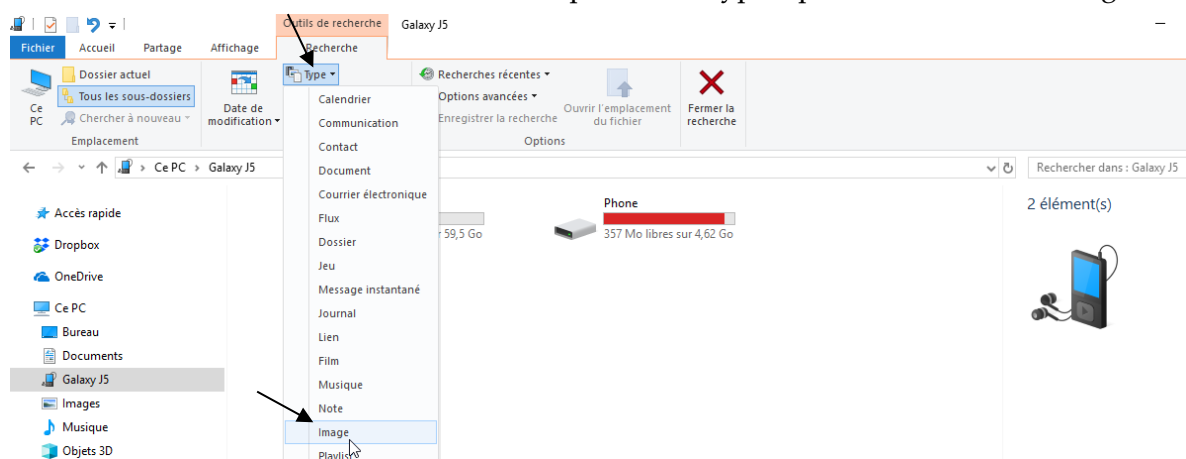 Outils de recherche
Galaxy J5
Fichier
Accueil
Partage
Affichage
Recherche
Ce PC
Dossier actuel
Tous les sous-dossiers
Chercher à nouveau
Emplacement
Date de
modification
Type
Recherches récentes
Options avancées
Enregistrer la recherche
Ouvrir l'emplacement
du fichier
Fermer la
recherche
Options
Ce PC
Galaxy J5
Rechercher dans : Galaxy J5
Calendrier
Communication
Contact
Document
Courrier électronique
Flux
Dossier
Jeu
Message instantané
Journal
Lien
Film
Musique
Note
Image
Playlist
Accès rapide
Dropbox
OneDrive
Ce PC
Bureau
Documents
Galaxy J5
Images
Musique
Objets 3D
sur 59,5 Go
Phone
357 Mo libres sur 4,62 Go
2 élément(s)